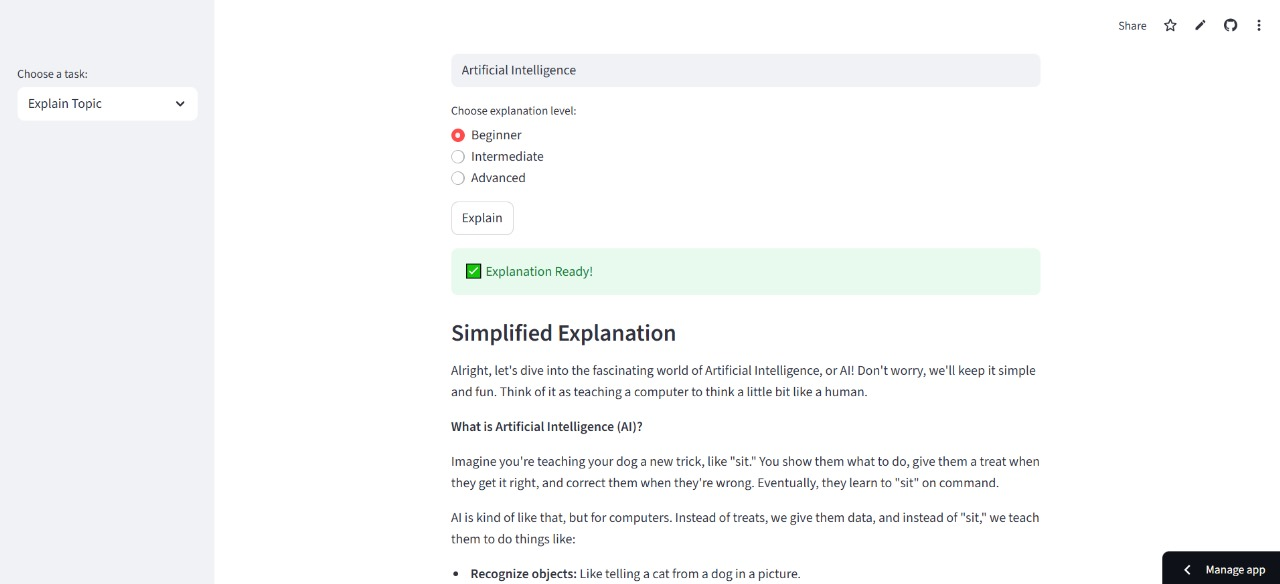 Share
Choose a task:
Explain Topic
Artificial Intelligence
Choose explanation level:
Beginner
Intermediate
Advanced
Explain
✅ Explanation Ready!
Simplified Explanation
Alright, let's dive into the fascinating world of Artificial Intelligence, or AI! Don't worry, we'll keep it simple
and fun. Think of it as teaching a computer to think a little bit like a human.
What is Artificial Intelligence (AI)?
Imagine you're teaching your dog a new trick, like "sit." You show them what to do, give them a treat when
they get it right, and correct them when they're wrong. Eventually, they learn to "sit" on command.
AI is kind of like that, but for computers. Instead of treats, we give them data, and instead of "sit," we teach
them to do things like:
• Recognize objects: Like telling a cat from a dog in a picture.
Manage app